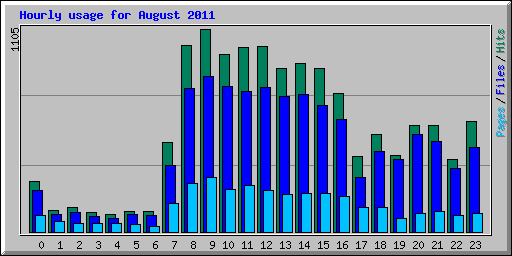 Hourly usage for August 2011
1105
Pages/Files/Hits
0 1 2 3 4 5 6 7 8 9 10 11 12 13 14 15 16 17 18 19 20 21 22 23